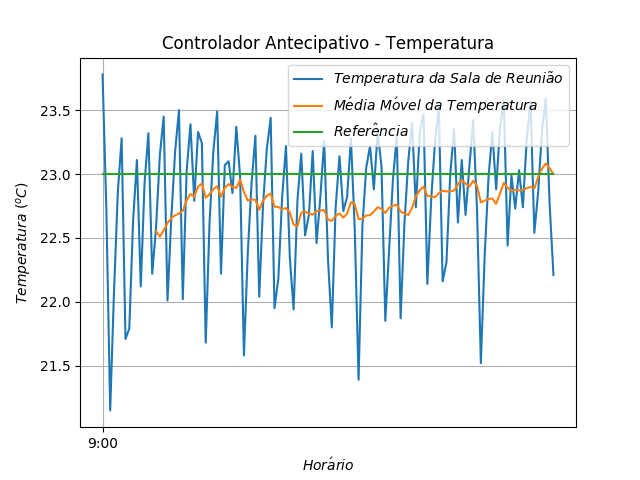 Controlador Antecipativo - Temperatura
Temperatura da Sala de Reunião
Média Móvel da Temperatura
Referência
Temperatura (ºC)
23.5
23.0
22.5
22.0
21.5
9:00
Horário